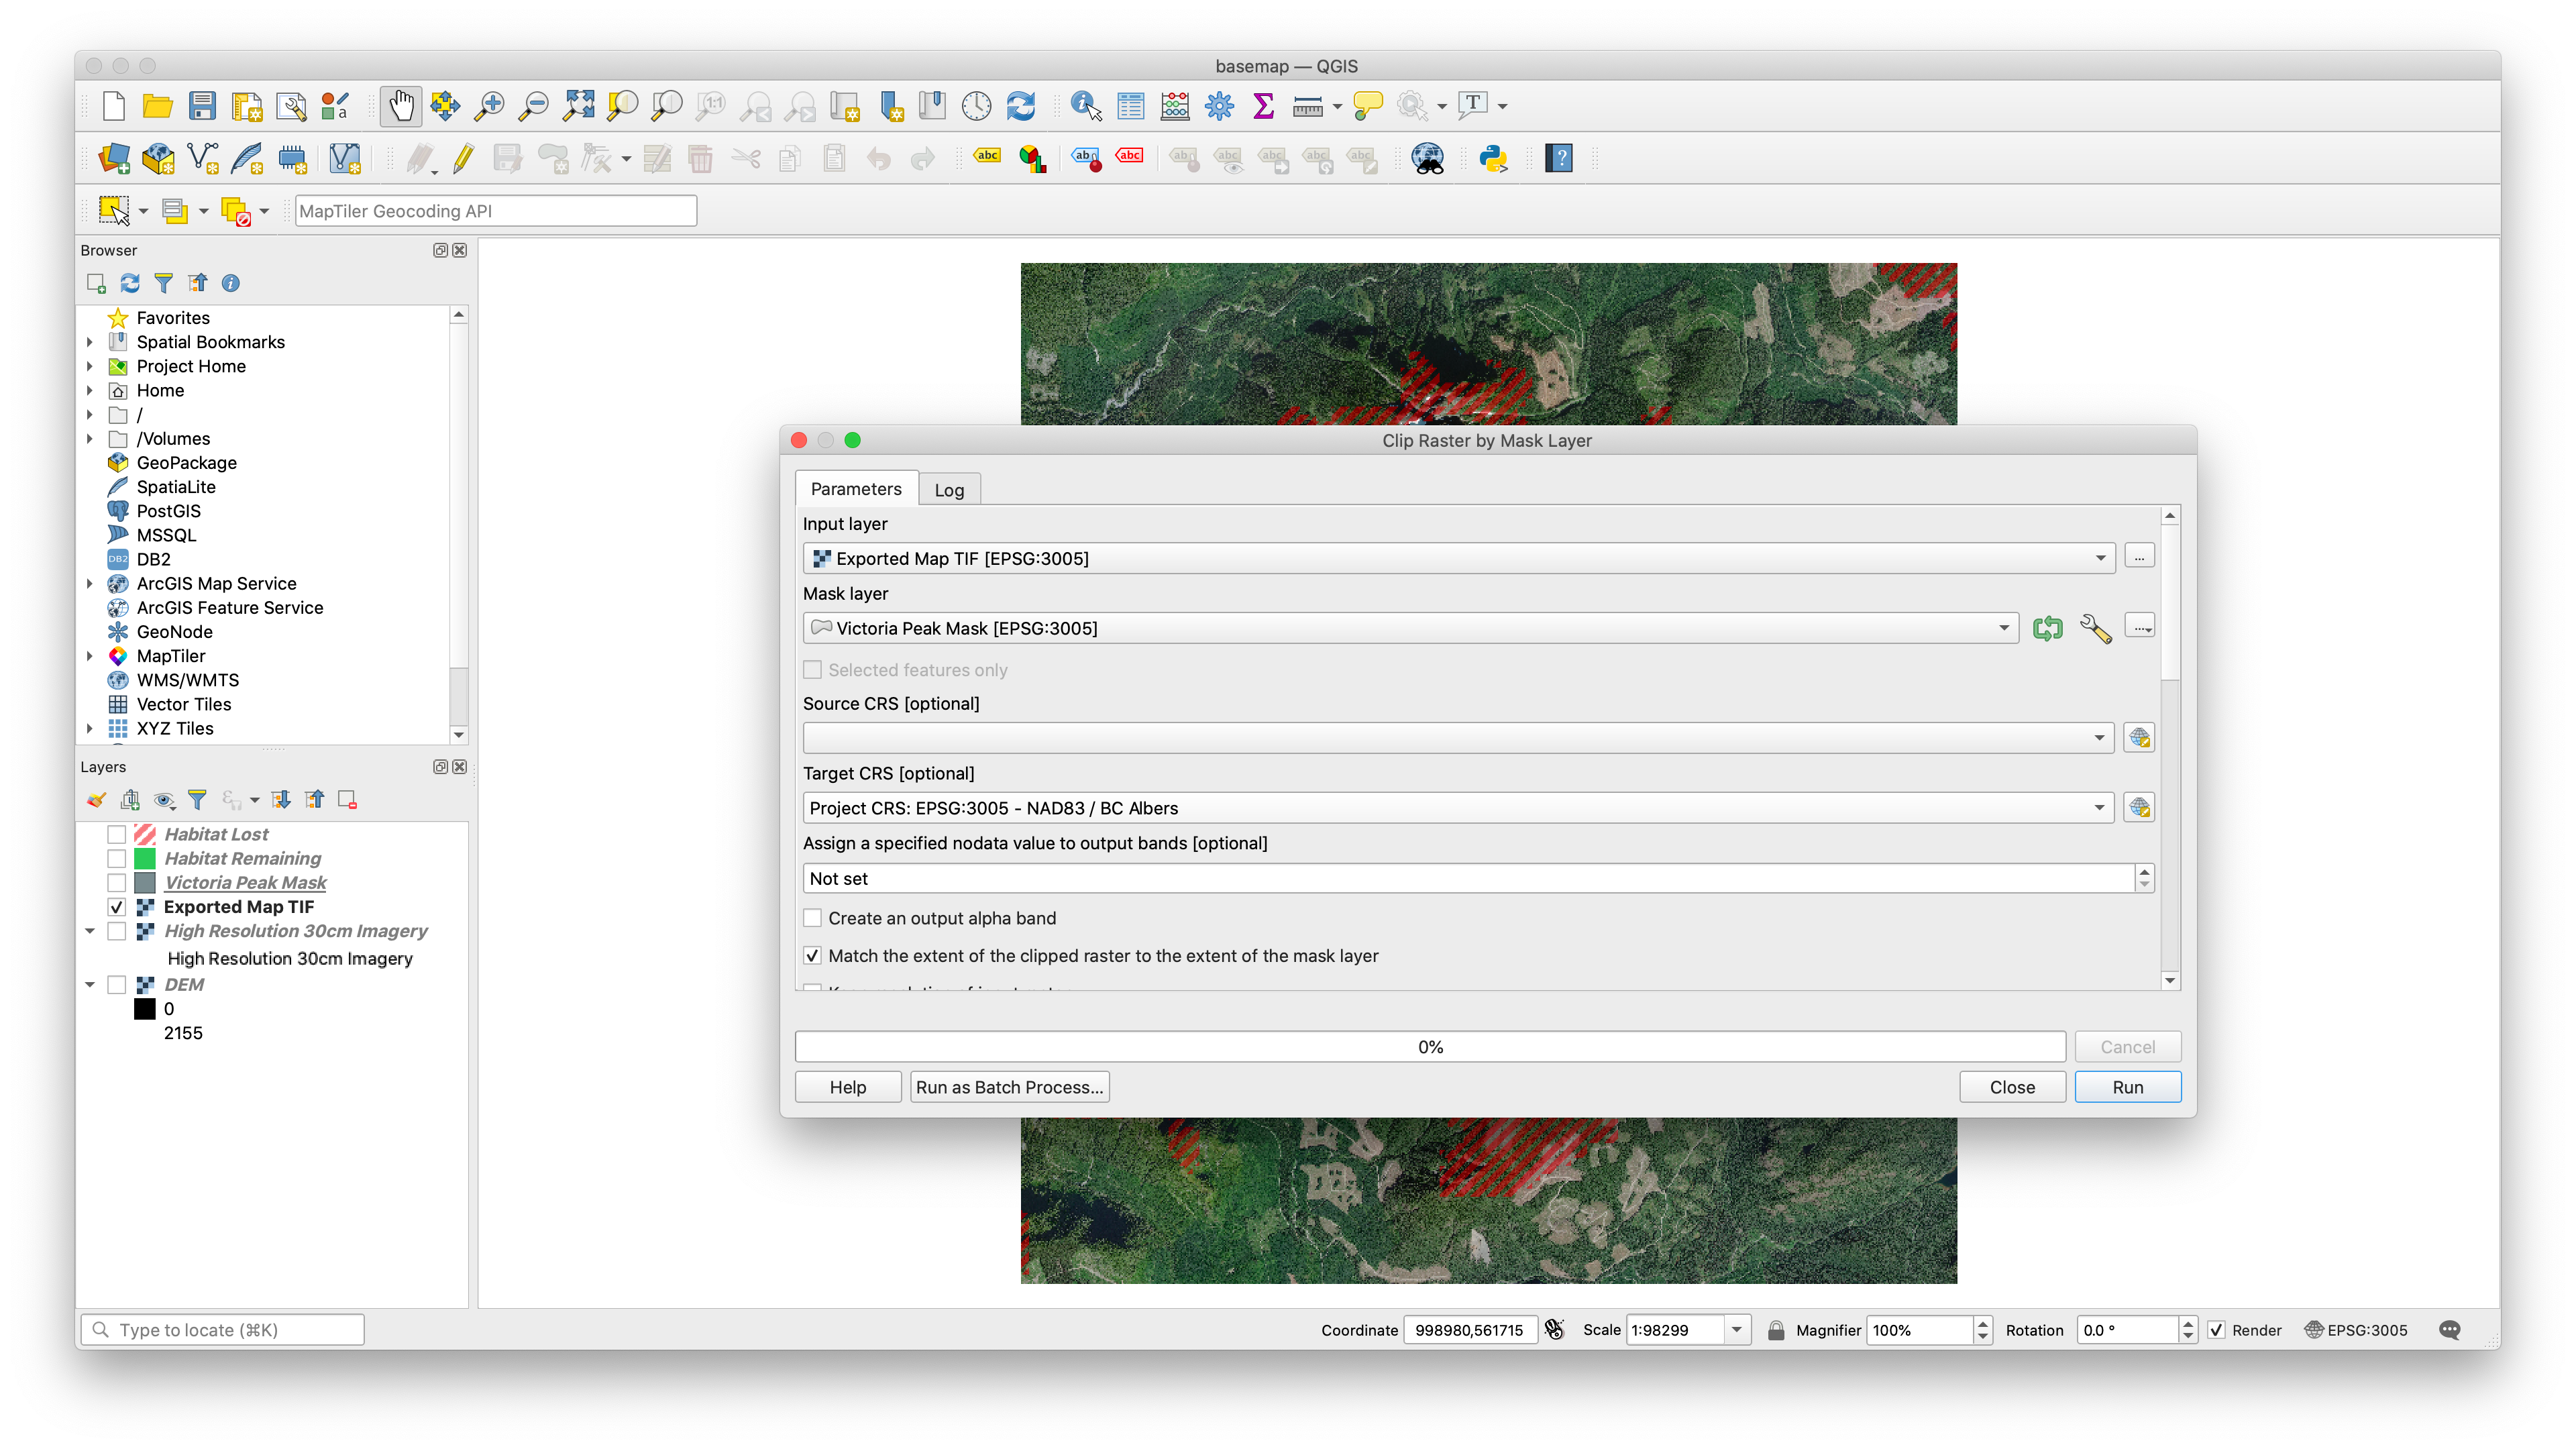 basemap — QGIS
MapTiler Geocoding API
Browser
Favorites
Spatial Bookmarks
Project Home
Home
/
/Volumes
GeoPackage
SpatiaLite
PostGIS
MSSQL
DB2
ArcGIS Map Service
ArcGIS Feature Service
GeoNode
MapTiler
WMS/WMTS
Vector Tiles
XYZ Tiles
Layers
Habitat Lost
Habitat Remaining
Victoria Peak Mask
Exported Map TIF
High Resolution 30cm Imagery
High Resolution 30cm Imagery
DEM
0
2155
Clip Raster by Mask Layer
Parameters
Log
Input layer
Exported Map TIF [EPSG:3005]
Mask layer
Victoria Peak Mask [EPSG:3005]
Selected features only
Source CRS [optional]
Target CRS [optional]
Project CRS: EPSG:3005 - NAD83 / BC Albers
Assign a specified nodata value to output bands [optional]
Not set
Create an output alpha band
Match the extent of the clipped raster to the extent of the mask layer
0%
Cancel
Help
Run as Batch Process...
Close
Run
Type to locate (⌘K)
Coordinate 998980,561715
Scale 1:98299
Magnifier 100%
Rotation 0.0 °
Render
EPSG:3005